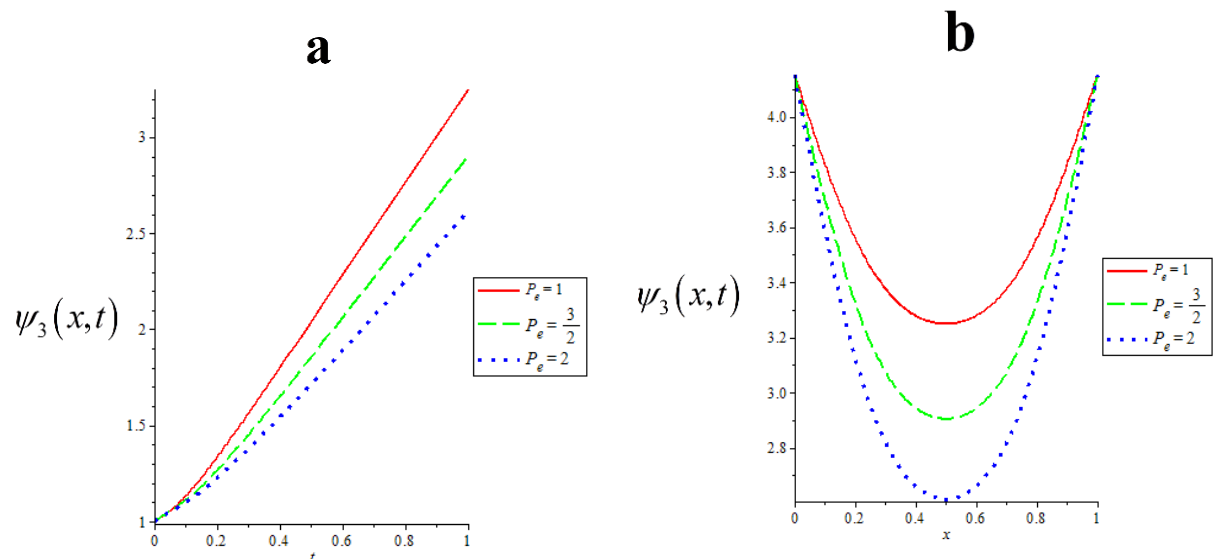 a
3
2.5
2
1.5
1
0
0.2
0.4
0.6
0.8
1
t
ψ₃(x,t)
Pₑ = 1
Pₑ = 3/2
Pₑ = 2
b
4.0
3.8
3.6
3.4
3.2
3.0
2.8
0
0.2
0.4
0.6
0.8
1
x
ψ₃(x,t)
Pₑ = 1
Pₑ = 3/2
Pₑ = 2